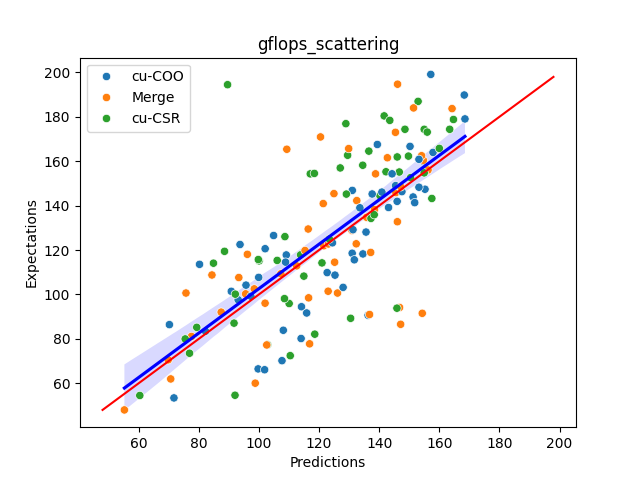 gflops_scattering
cu-COO
Merge
cu-CSR
200
180
160
140
120
100
80
60
Expectations
60 80 100 120 140 160 180 200
Predictions